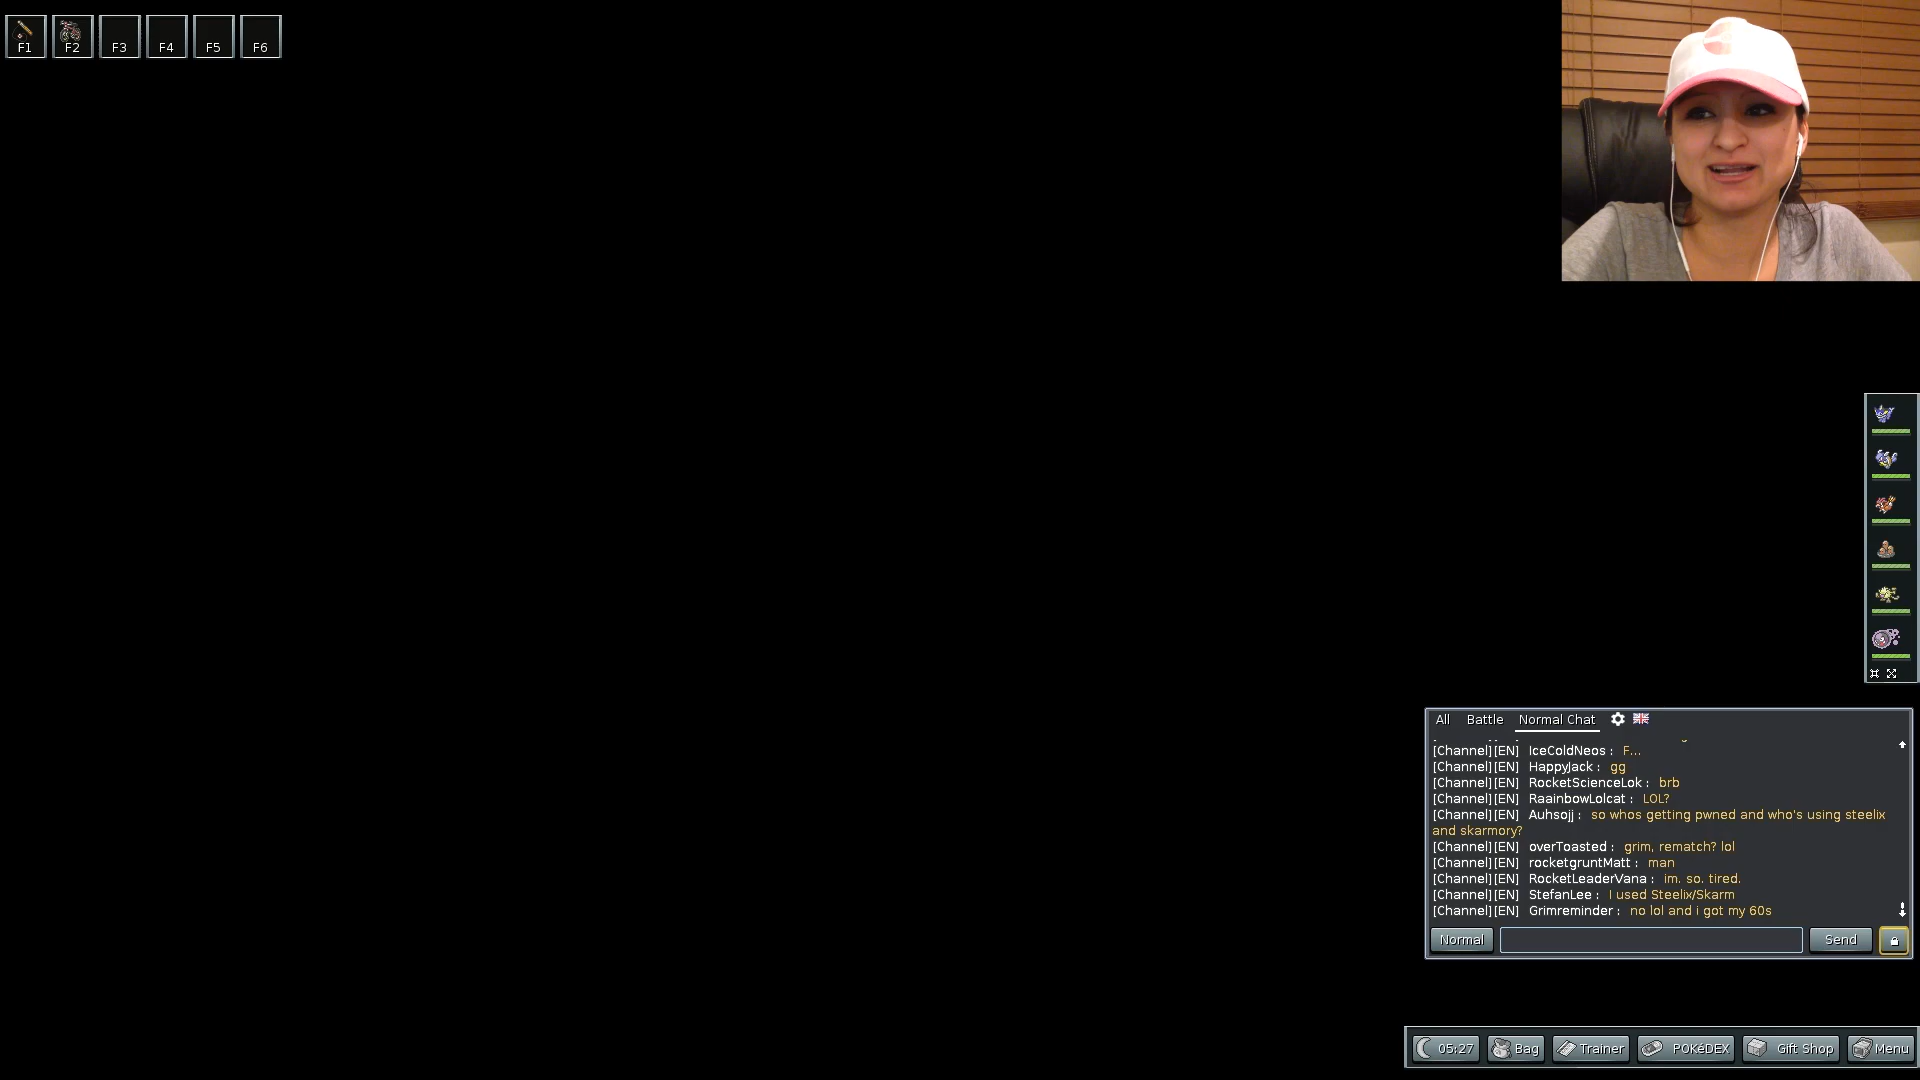 F1 F2 F3 F4 F5 F6
All Battle Normal Chat
[Channel][EN] IceColdNeos : F...
[Channel][EN] HappyJack : gg
[Channel][EN] RocketScienceLok : brb
[Channel][EN] RaainbowLolcat : LOL?
[Channel][EN] Auhsojj : so whos getting pwned and who's using steelix
and skarmory?
[Channel][EN] overToasted : grim, rematch? lol
[Channel][EN] rocketgruntMatt : man
[Channel][EN] RocketLeaderVana : im. so. tired.
[Channel][EN] StefanLee : I used Steelix/Skarm
[Channel][EN] Grimreminder : no lol and i got my 60s
Normal Send
05:27 Bag Trainer POKéDEX Gift Shop Menu